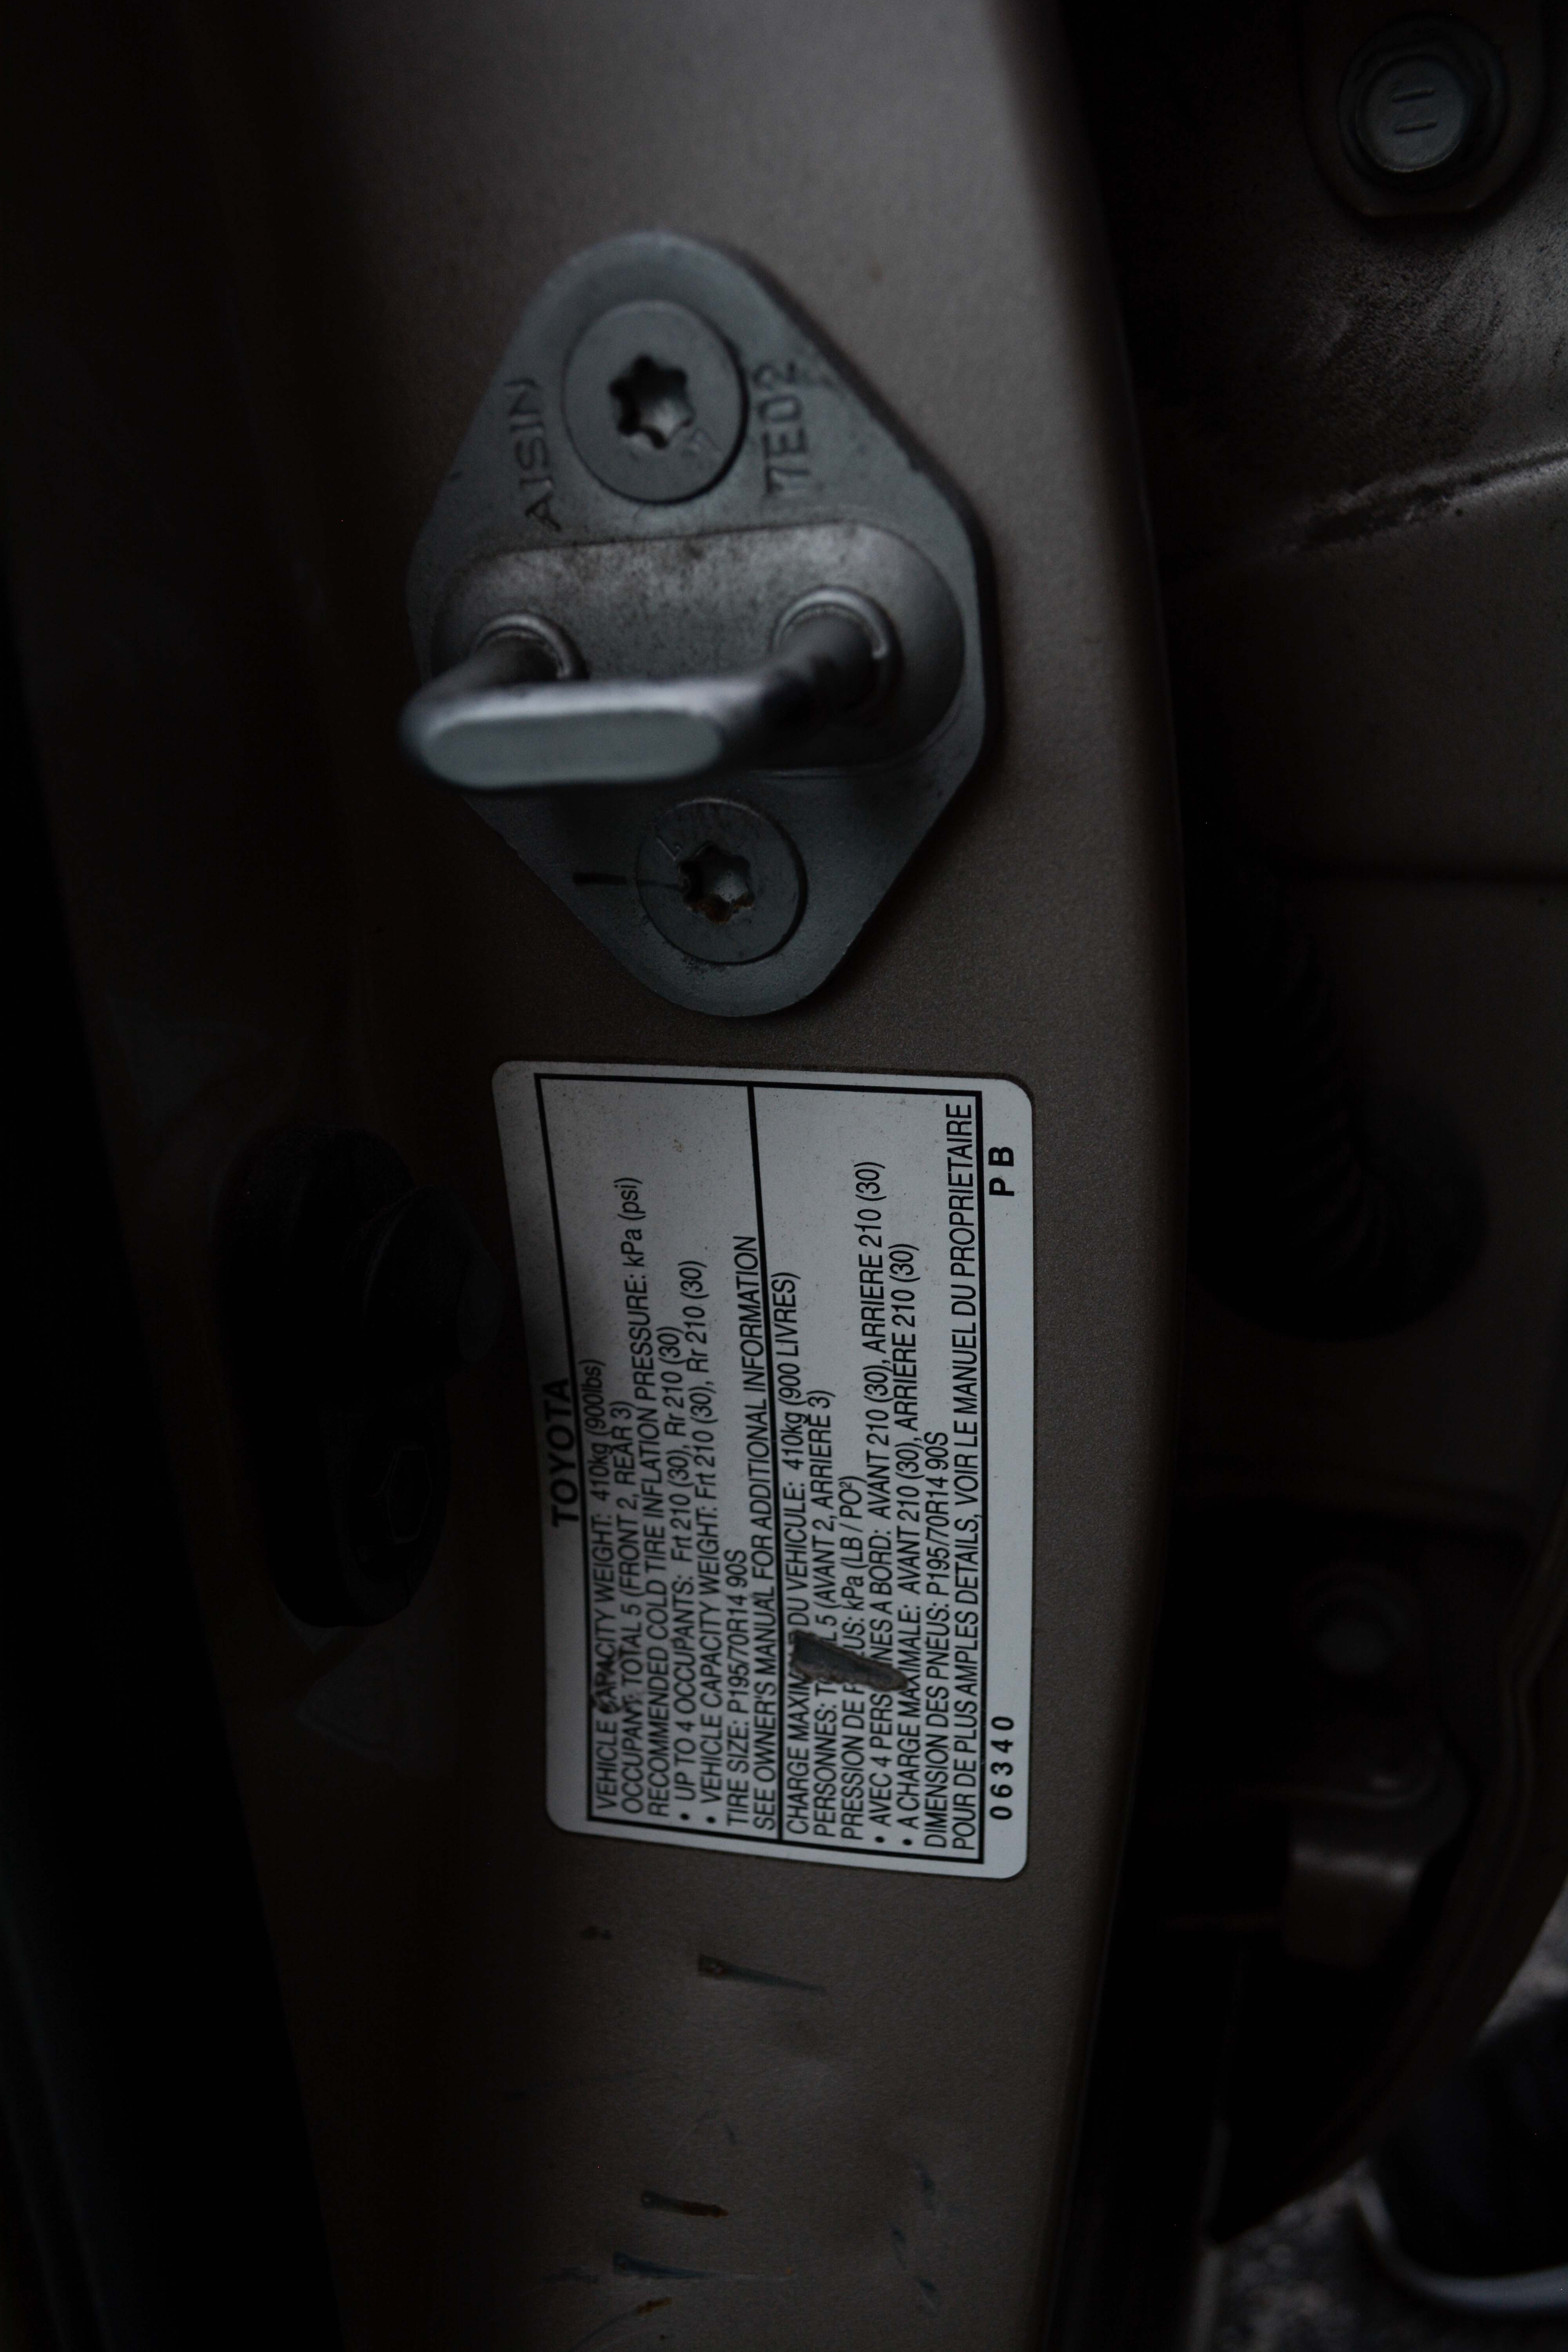 AISIN
7E02
TOYOTA
VEHICLE CAPACITY WEIGHT: 410kg (900lbs)
OCCUPANT: TOTAL 5 (FRONT 2, REAR 3)
RECOMMENDED COLD TIRE INFLATION PRESSURE: kPa (psi)
• UP TO 4 OCCUPANTS: Frt 210 (30), Rr 210 (30)
• VEHICLE CAPACITY WEIGHT: Frt 210 (30), Rr 210 (30)
TIRE SIZE: P195/70R14 90S
SEE OWNER'S MANUAL FOR ADDITIONAL INFORMATION
CHARGE DU VEHICULE: 410kg (900 LIVRES)
PERSONNES: 5 (AVANT 2, ARRIERE 3)
PRESSION DE kPa (LB / PO²)
• AVEC 4 A BORD: AVANT 210 (30), ARRIERE 210 (30)
• A CHARGE MAXIMALE: AVANT 210 (30), ARRIERE 210 (30)
DIMENSION DES PNEUS: P195/70R14 90S
POUR DE PLUS AMPLES DETAILS, VOIR LE MANUEL DU PROPRIETAIRE
06340 PB